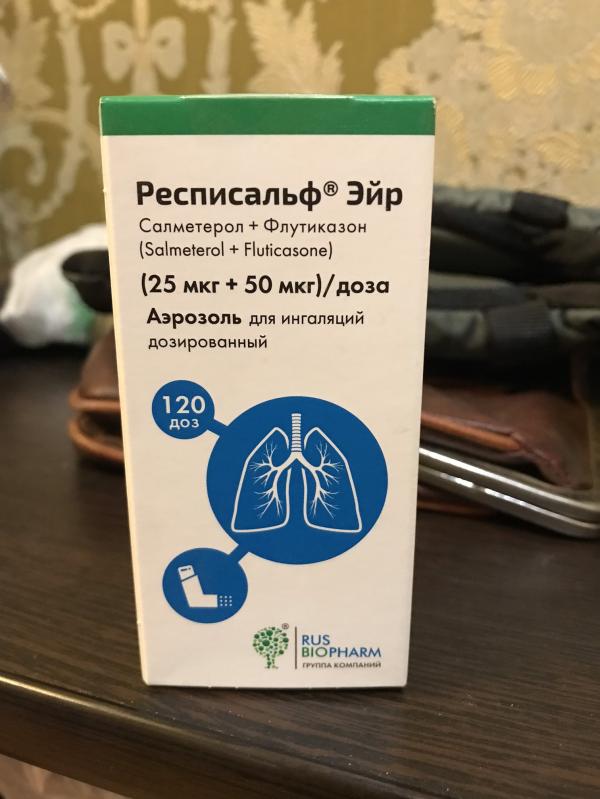 Респисальф® Эйр
Салметерол + Флутиказон
(Salmeterol + Fluticasone)
(25 мкг + 50 мкг)/доза
Аэрозоль для ингаляций
дозированный
120
ДОЗ
®
RUS
BIOPHARM
ГРУППА КОМПАНИЙ